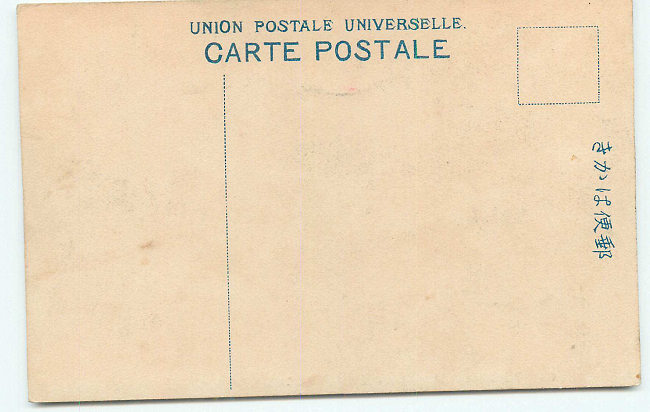 UNION POSTALE UNIVERSELLE.
CARTE POSTALE
郵便はかき